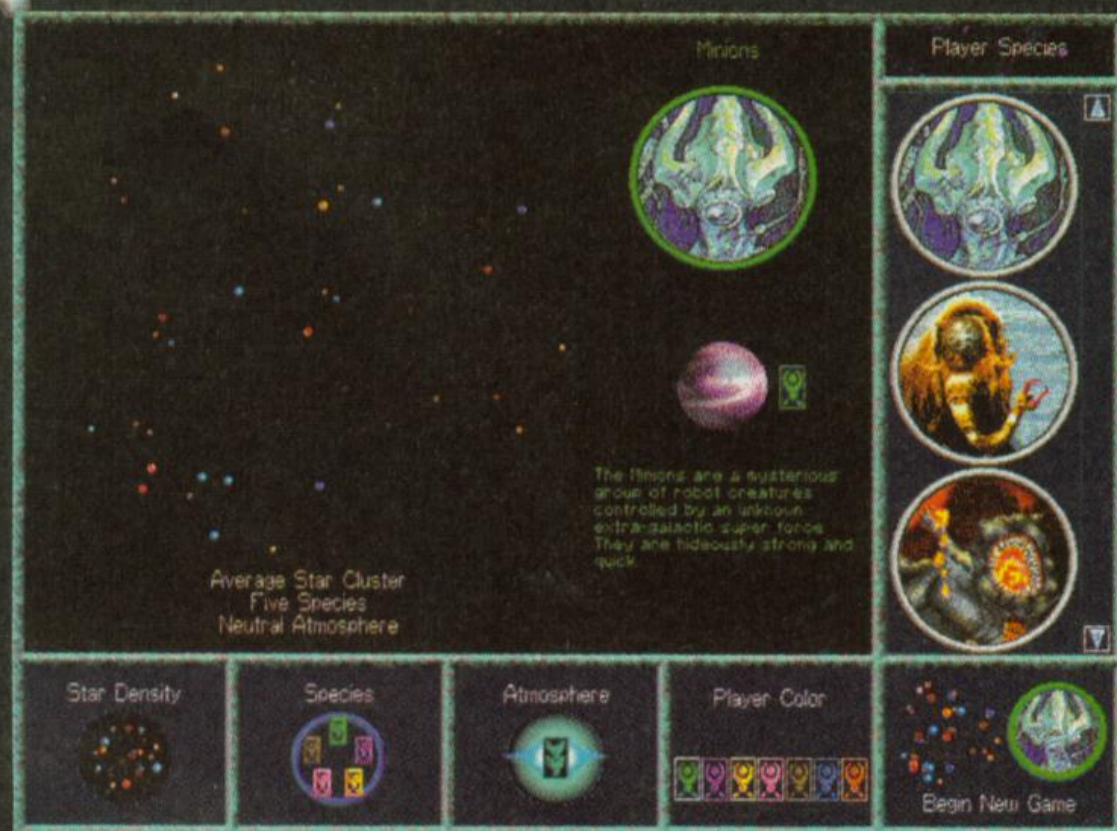 Minions
Player Species
The Minions are a mysterious
group of robot creatures
controlled by an unknown
extra-galactic super force
They are hideously strong and
quick
Average Star Cluster
Five Species
Neutral Atmosphere
Star Density
Species
Atmosphere
Player Color
Begin New Game